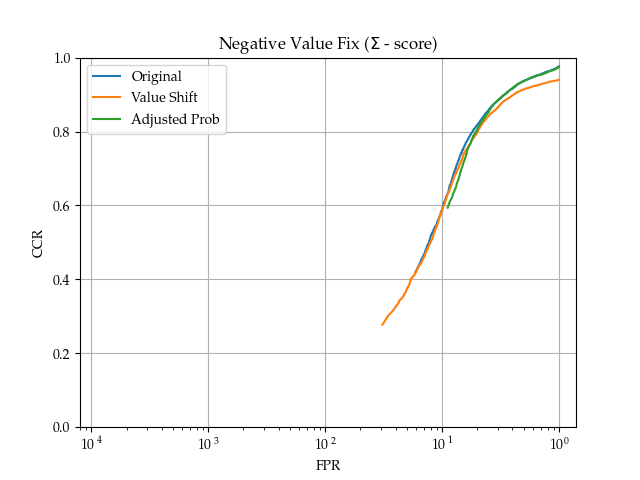 Negative Value Fix (Σ - score)
Original
Value Shift
Adjusted Prob
CCR
1.0
0.8
0.6
0.4
0.2
0.0
10^4 10^3 10^2 10^1 10^0
FPR